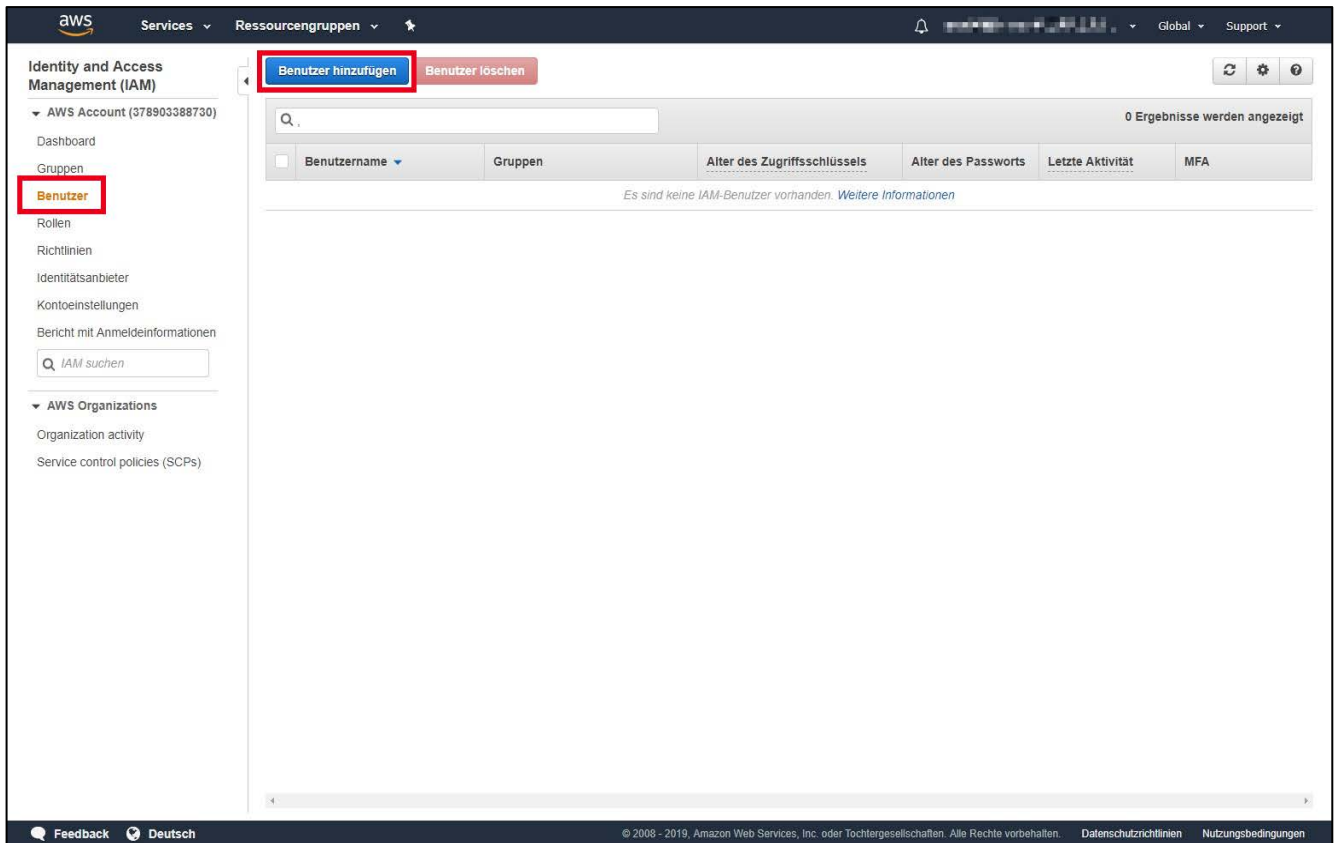 aws Services Ressourcengruppen Global Support
Identity and Access
Management (IAM)
AWS Account (378903388730)
Dashboard
Gruppen
Benutzer
Rollen
Richtlinien
Identitätsanbieter
Kontoeinstellungen
Bericht mit Anmeldeinformationen
IAM suchen
AWS Organizations
Organization activity
Service control policies (SCPs)
Benutzer hinzufügen Benutzer löschen
0 Ergebnisse werden angezeigt
Benutzername Gruppen Alter des Zugriffsschlüssels Alter des Passworts Letzte Aktivität MFA
Es sind keine IAM-Benutzer vorhanden. Weitere Informationen
Feedback Deutsch © 2008 - 2019, Amazon Web Services, Inc. oder Tochtergesellschaften. Alle Rechte vorbehalten. Datenschutzrichtlinien Nutzungsbedingungen